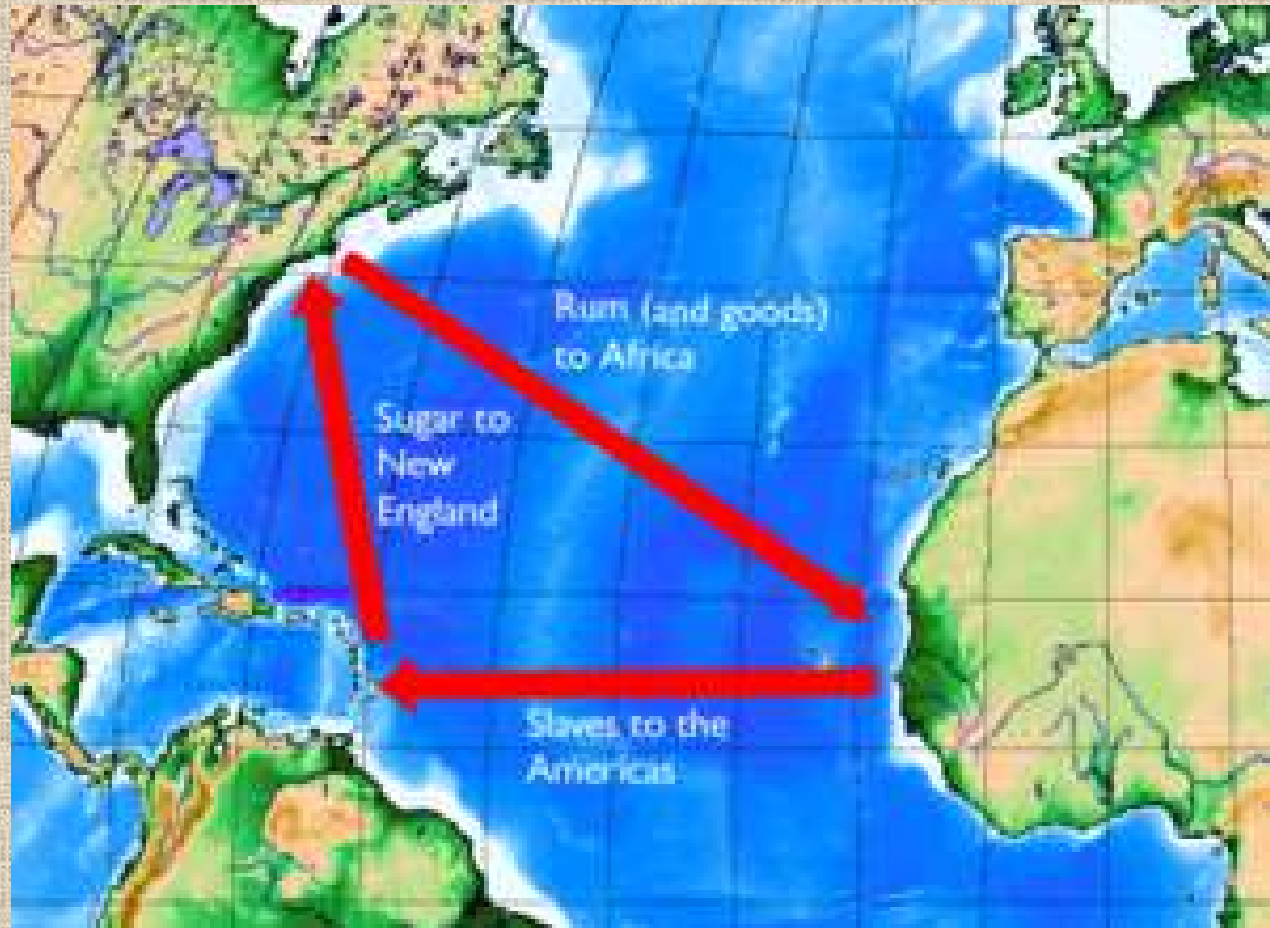 Rum (and goods)
to Africa
Sugar to
New
England
Slaves to the
Americas